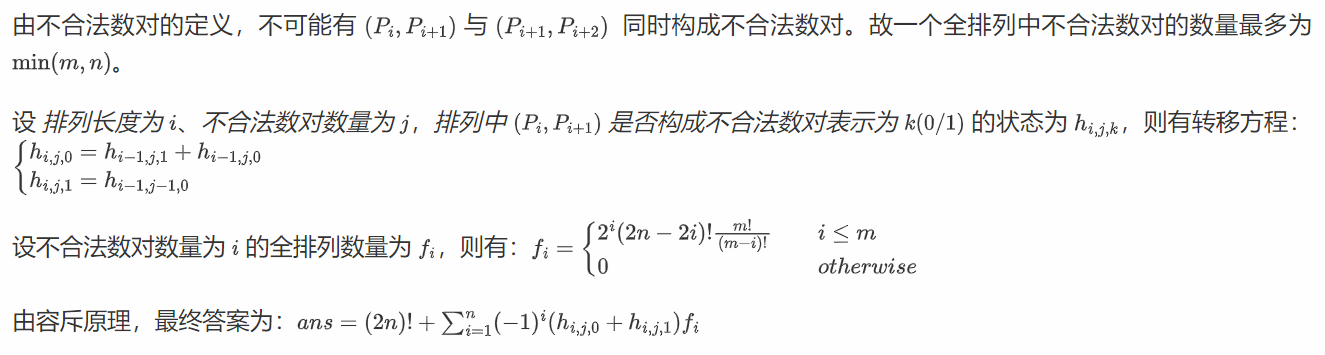 由不合法数对的定义，不可能有 $(P_i, P_{i+1})$ 与 $(P_{i+1}, P_{i+2})$ 同时构成不合法数对。故一个全排列中不合法数对的数量最多为
$\min(m, n)$。
设 排列长度为 $i$、不合法数对数量为 $j$，排列中 $(P_i, P_{i+1})$ 是否构成不合法数对表示为 $k(0/1)$ 的状态为 $h_{i,j,k}$，则有转移方程：
$\begin{cases} h_{i,j,0} = h_{i-1,j,1} + h_{i-1,j,0} \\ h_{i,j,1} = h_{i-1,j-1,0} \end{cases}$
设不合法数对数量为 $i$ 的全排列数量为 $f_i$，则有：$f_i = \begin{cases} 2^i(2n-2i)!\frac{m!}{(m-i)!} & i \leq m \\ 0 & otherwise \end{cases}$
由容斥原理，最终答案为：$ans = (2n)! + \sum_{i=1}^{n}(-1)^i(h_{i,j,0} + h_{i,j,1})f_i$